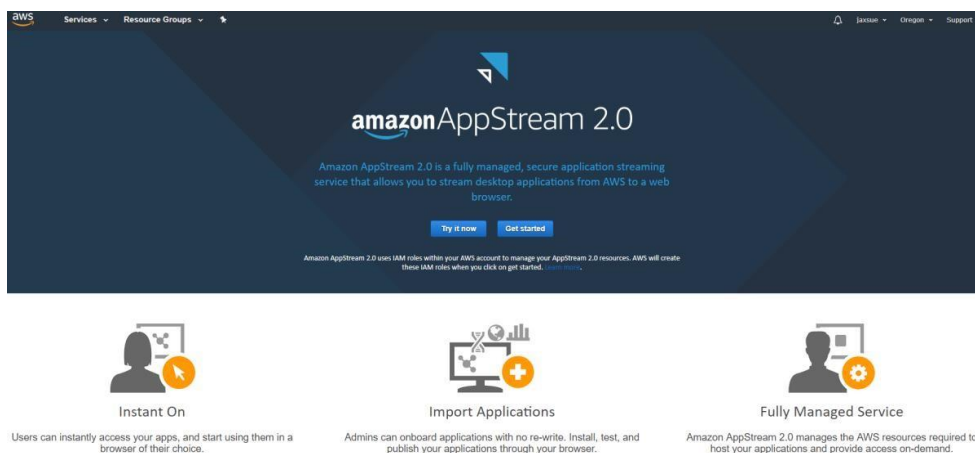 aws Services Resource Groups jaxsue Oregon Support
amazon AppStream 2.0
Amazon AppStream 2.0 is a fully managed, secure application streaming
service that allows you to stream desktop applications from AWS to a web
browser.
Try it now Get started
Amazon AppStream 2.0 uses IAM roles within your AWS account to manage your AppStream 2.0 resources. AWS will create
these IAM roles when you click on get started. Learn more.
Instant On Import Applications Fully Managed Service
Users can instantly access your apps, and start using them in a
browser of their choice.
Admins can onboard applications with no re-write. Install, test, and
publish your applications through your browser.
Amazon AppStream 2.0 manages the AWS resources required to
host your applications and provide access on-demand.